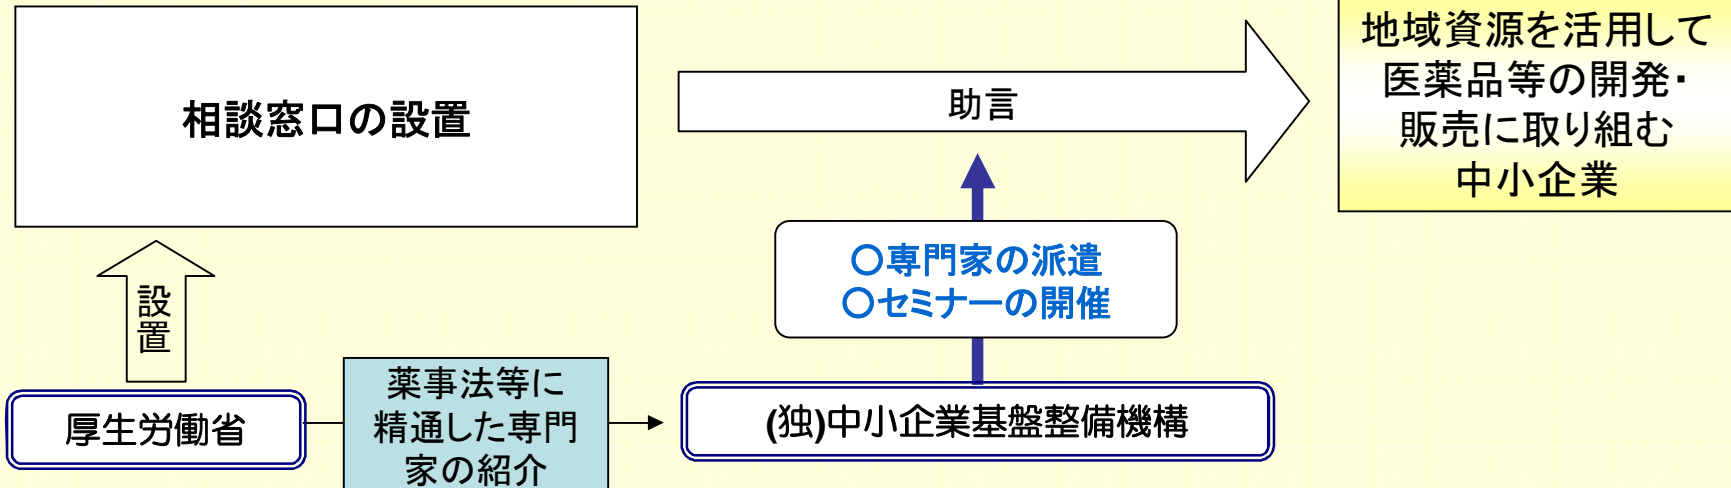 相談窓口の設置
助言
地域資源を活用して
医薬品等の開発・
販売に取り組む
中小企業
○専門家の派遣
○セミナーの開催
設
置
厚生労働省
薬事法等に
精通した専門
家の紹介
(独)中小企業基盤整備機構